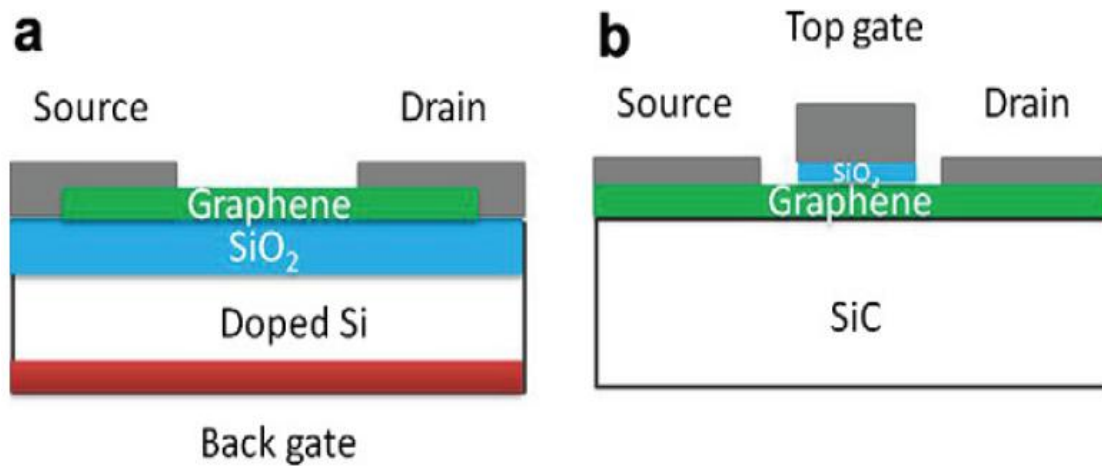 a
Source
Drain
Graphene
SiO₂
Doped Si
Back gate
b
Top gate
Source
Drain
SiO₂
Graphene
SiC